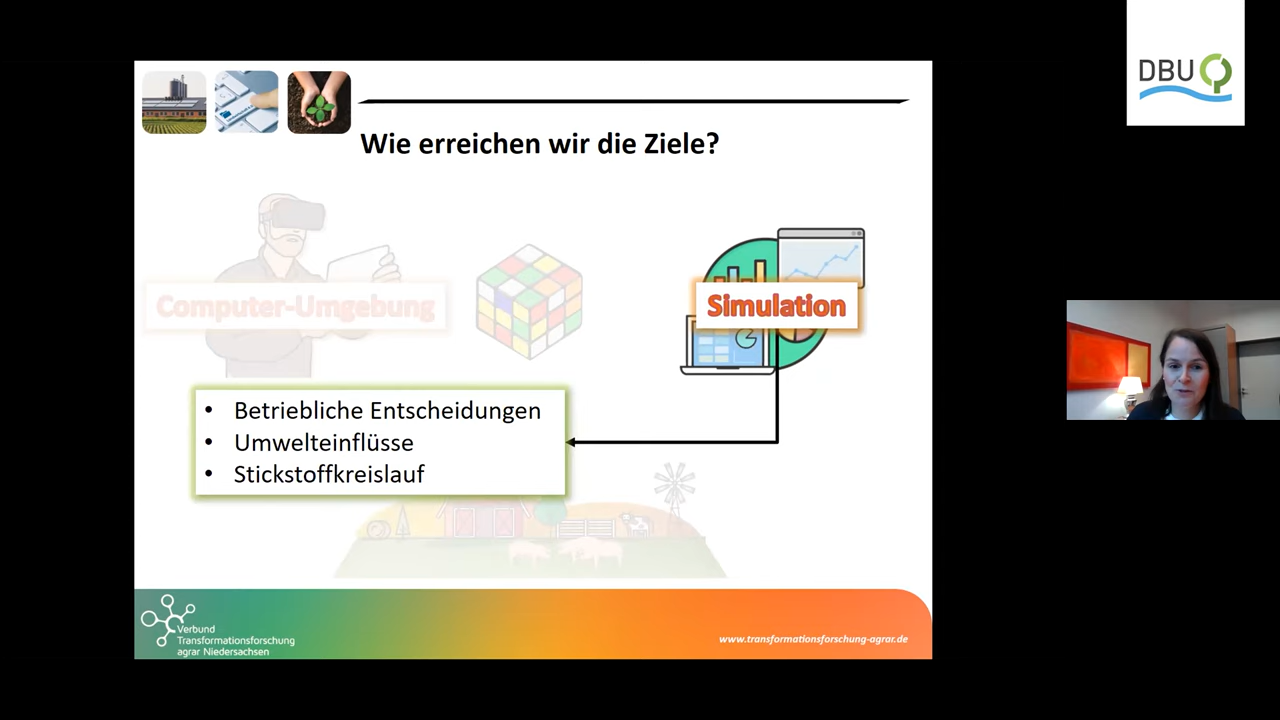 DBU
Wie erreichen wir die Ziele?
Computer-Umgebung
Simulation
• Betriebliche Entscheidungen
• Umwelteinflüsse
• Stickstoffkreislauf
Verbund
Transformationsforschung
agrar Niedersachsen
www.transformationsforschung-agrar.de